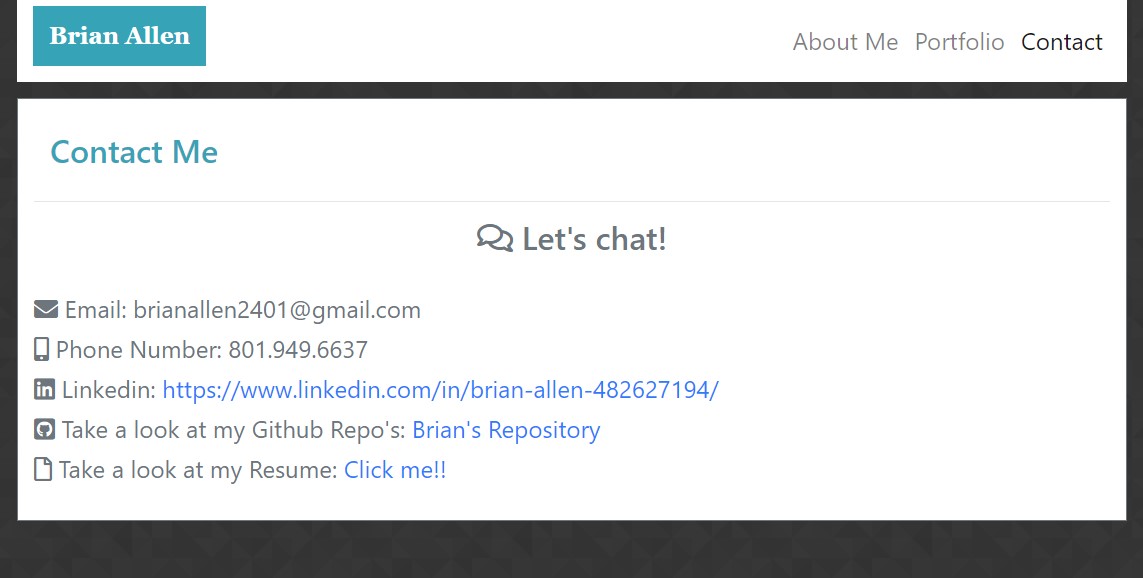 Brian Allen
About Me Portfolio Contact
Contact Me
Let's chat!
Email: brianallen2401@gmail.com
Phone Number: 801.949.6637
Linkedin: https://www.linkedin.com/in/brian-allen-482627194/
Take a look at my Github Repo's: Brian's Repository
Take a look at my Resume: Click me!!